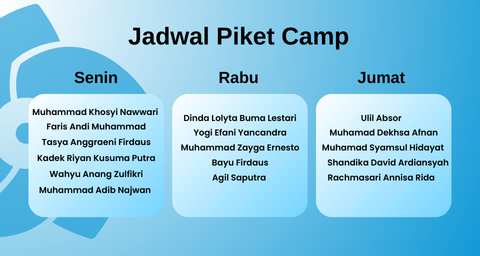 Jadwal Piket Camp
Senin
Muhammad Khosyi Nawwari
Faris Andi Muhammad
Tasya Anggraeni Firdaus
Kadek Riyan Kusuma Putra
Wahyu Anang Zulfikri
Muhammad Adib Najwan
Rabu
Dinda Lolyta Buma Lestari
Yogi Efani Yancandra
Muhammad Zayga Ernesto
Bayu Firdaus
Agil Saputra
Jumat
Ulil Absor
Muhamad Dekhsa Afnan
Muhamad Syamsul Hidayat
Shandika David Ardiansyah
Rachmasari Annisa Rida